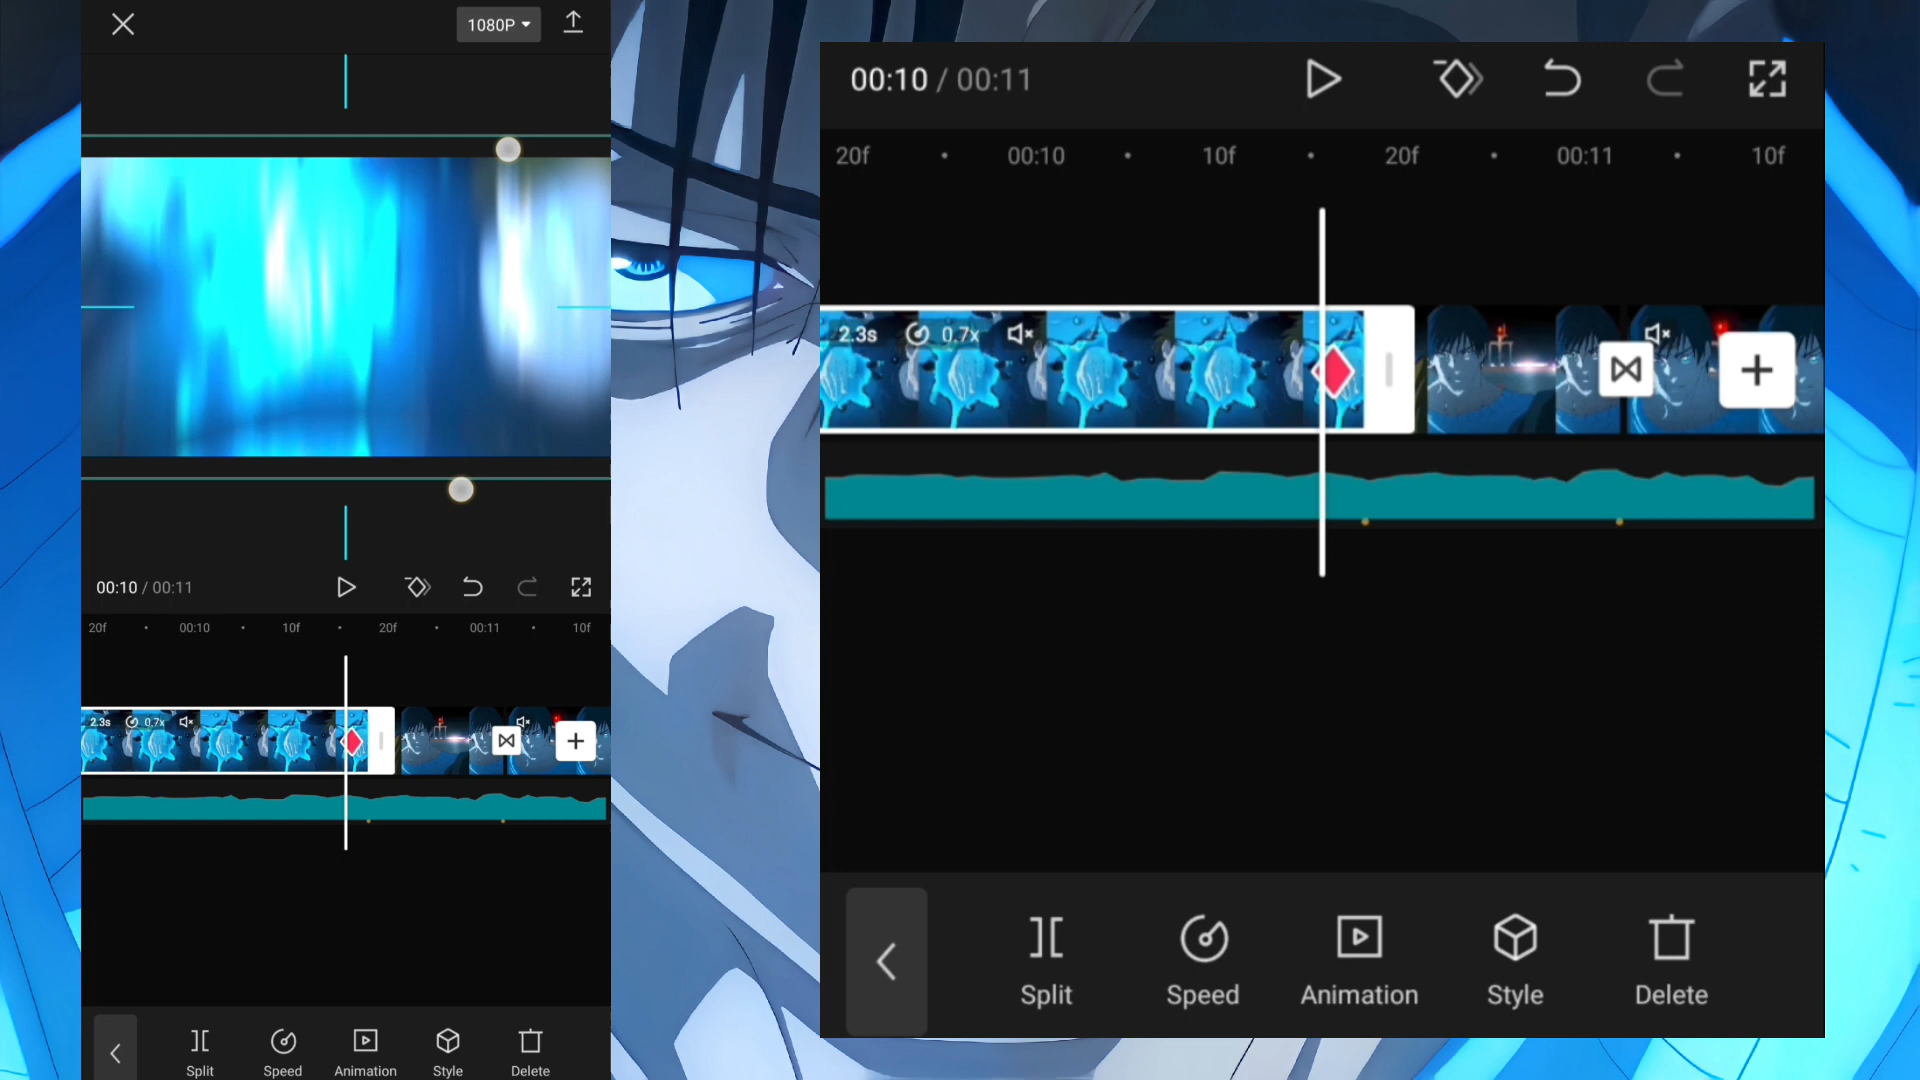 1080P
00:10 / 00:11
20f 00:10 10f 20f 00:11 10f
2.3s 0.7x
Split Speed Animation Style Delete
00:10 / 00:11
20f 00:10 10f 20f 00:11 10f
2.3s 0.7x
Split Speed Animation Style Delete